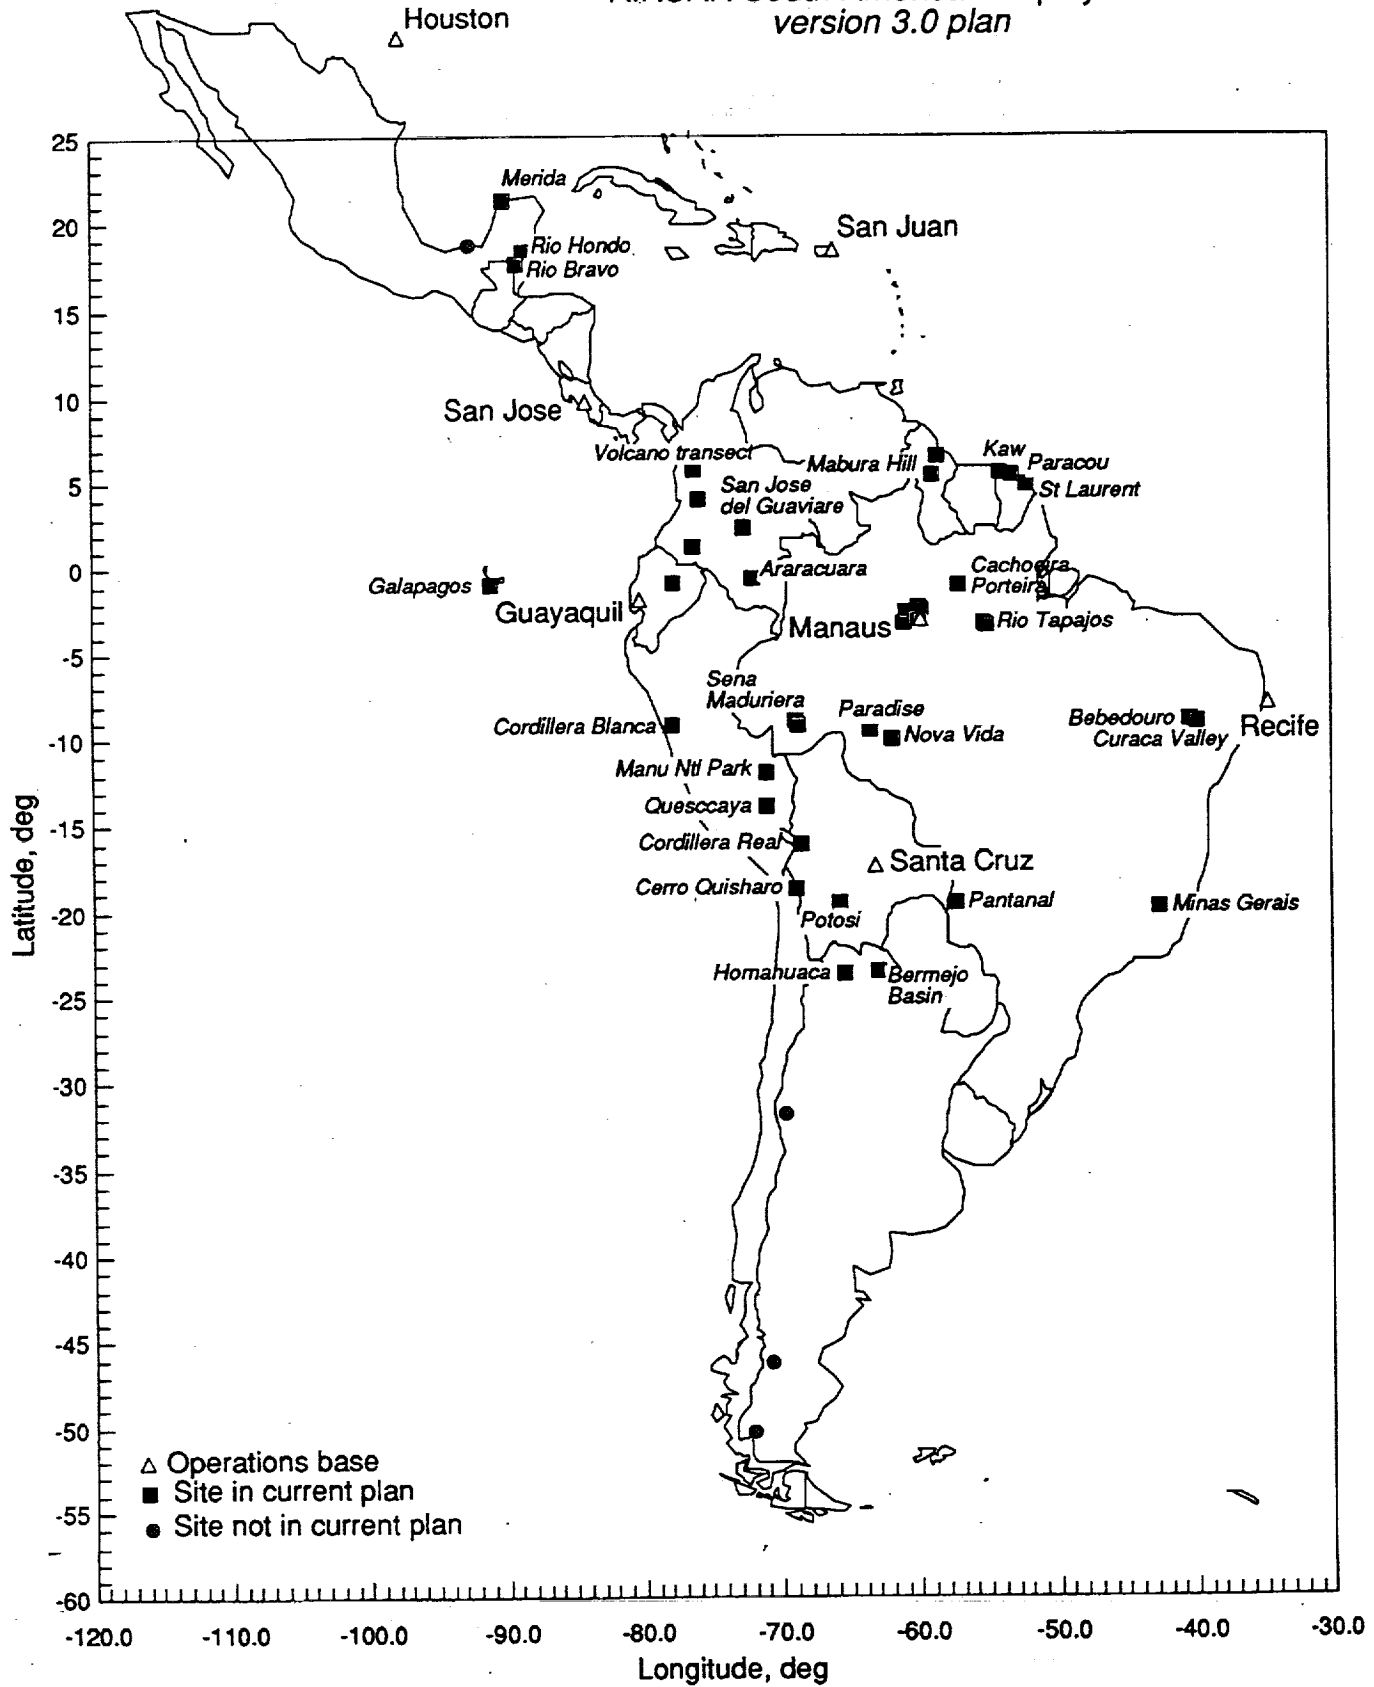 version 3.0 plan
Houston
25
20
15
10
5
0
-5
-10
-15
-20
-25
-30
-35
-40
-45
-50
-55
-60
Latitude, deg
Merida
San Juan
Rio Hondo
Rio Bravo
San Jose
Volcano transect
Mabura Hill
Kaw
Paracou
St Laurent
San Jose
del Guaviare
Araracuara
Cachoeira
Porteira
Galapagos
Guayaquil
Manaus
Rio Tapajos
Sena
Maduriera
Paradise
Nova Vida
Bebedouro
Curaca Valley
Recife
Cordillera Blanca
Manu Ntl Park
Quesccaya
Cordillera Real
Santa Cruz
Cerro Quisharo
Potosi
Pantanal
Minas Gerais
Homahuaca
Bermejo
Basin
Operations base
Site in current plan
Site not in current plan
-120.0 -110.0 -100.0 -90.0 -80.0 -70.0 -60.0 -50.0 -40.0 -30.0
Longitude, deg